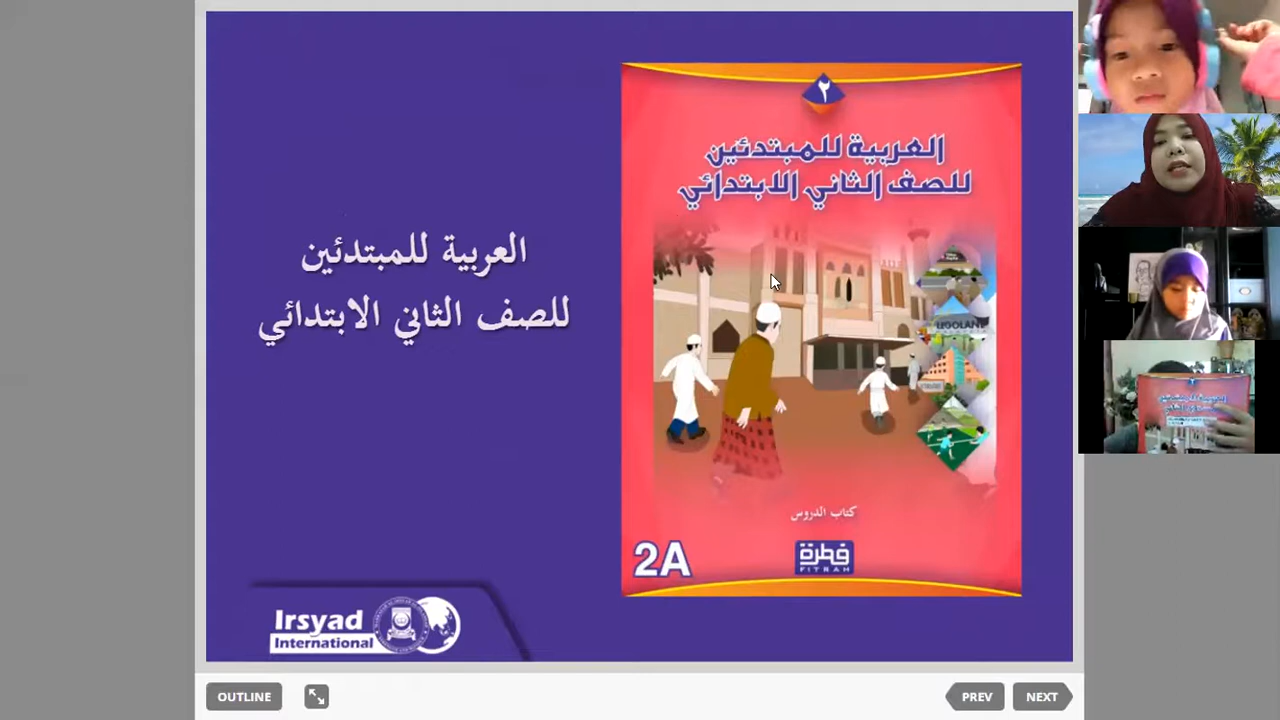 العربية للمبتدئين
للصف الثاني الابتدائي
٢
العربية للمبتدئين
للصف الثاني الابتدائي
LEGOLAND
كتاب الدروس
2A
فطرة
FITRAH
Irsyad
International
OUTLINE
PREV
NEXT